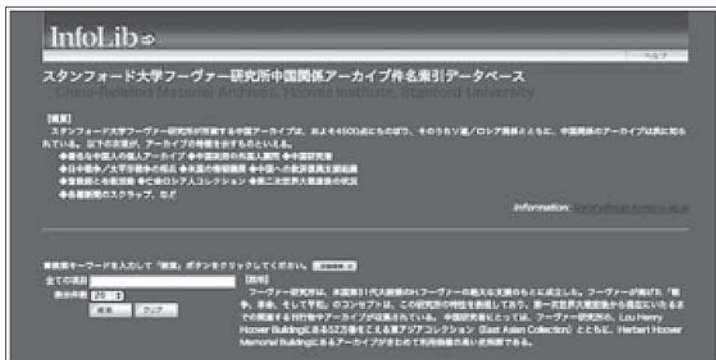 InfoLib
ヘルプ
スタンフォード大学フーヴァー研究所中国関係アーカイブ件名索引データベース
China-Related Material Archives, Hoover Institute, Stanford University
[概要]
スタンフォード大学フーヴァー研究所が所蔵する中国アーカイブは、およそ4500点にものぼり、そのうちソ連/ロシア関係とともに、中国関係のアーカイブは夙に知ら
れている。以下の次項が、アーカイブの特徴を示すものといえる。
◆著名な中国人の個人アーカイブ ◆中国政府の外国人顧問 ◆中国研究者
◆日中戦争/太平洋戦争の相互 ◆米国の情報機関 ◆中国への救済復興支援組織
◆宣教師と布教活動 ◆亡命ロシア人コレクション ◆第二次世界大戦直後の状況
◆各種新聞のスクラップ、など
Information:
■検索キーワードを入力して「検索」ボタンをクリックしてください。
全ての項目
表示件数 20
検索 クリア
[説明]
フーヴァー研究所は、米国第31代大統領のH.フーヴァーの絶大な支援のもとに成立した。フーヴァーが掲げた「戦
争、革命、そして平和」のコンセプトは、この研究所の特性を表現しており、第一次世界大戦前後から現在にいたるま
での関連する刊行物やアーカイブが収集されている。中国研究者にとっては、フーヴァー研究所の、Lou Henry
Hoover Buildingにある52万巻をこえる東アジアコレクション (East Asian Collection) とともに、Herbert Hoover
Memorial Buildingにあるアーカイブがきわめて利用価値の高い史料群である。